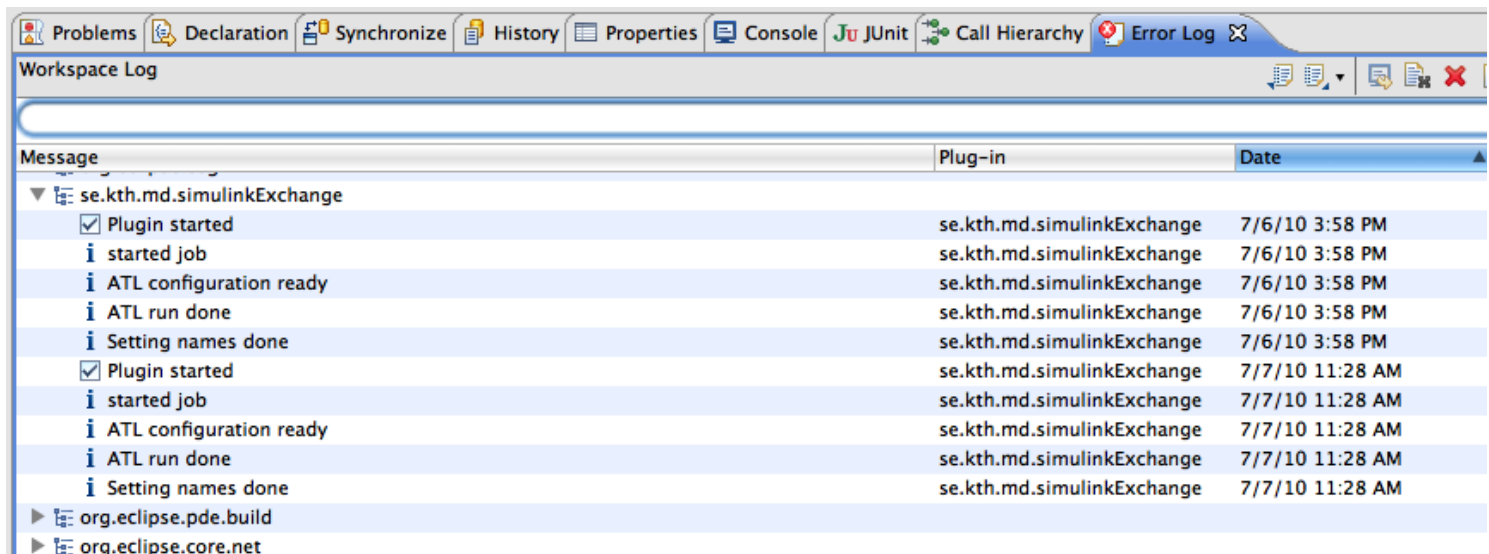 Problems Declaration Synchronize History Properties Console Ju JUnit Call Hierarchy Error Log
Workspace Log
Message Plug-in Date
se.kth.md.simulinkExchange
Plugin started se.kth.md.simulinkExchange 7/6/10 3:58 PM
i started job se.kth.md.simulinkExchange 7/6/10 3:58 PM
i ATL configuration ready se.kth.md.simulinkExchange 7/6/10 3:58 PM
i ATL run done se.kth.md.simulinkExchange 7/6/10 3:58 PM
i Setting names done se.kth.md.simulinkExchange 7/6/10 3:58 PM
Plugin started se.kth.md.simulinkExchange 7/7/10 11:28 AM
i started job se.kth.md.simulinkExchange 7/7/10 11:28 AM
i ATL configuration ready se.kth.md.simulinkExchange 7/7/10 11:28 AM
i ATL run done se.kth.md.simulinkExchange 7/7/10 11:28 AM
i Setting names done se.kth.md.simulinkExchange 7/7/10 11:28 AM
org.eclipse.pde.build
org.eclipse.core.net